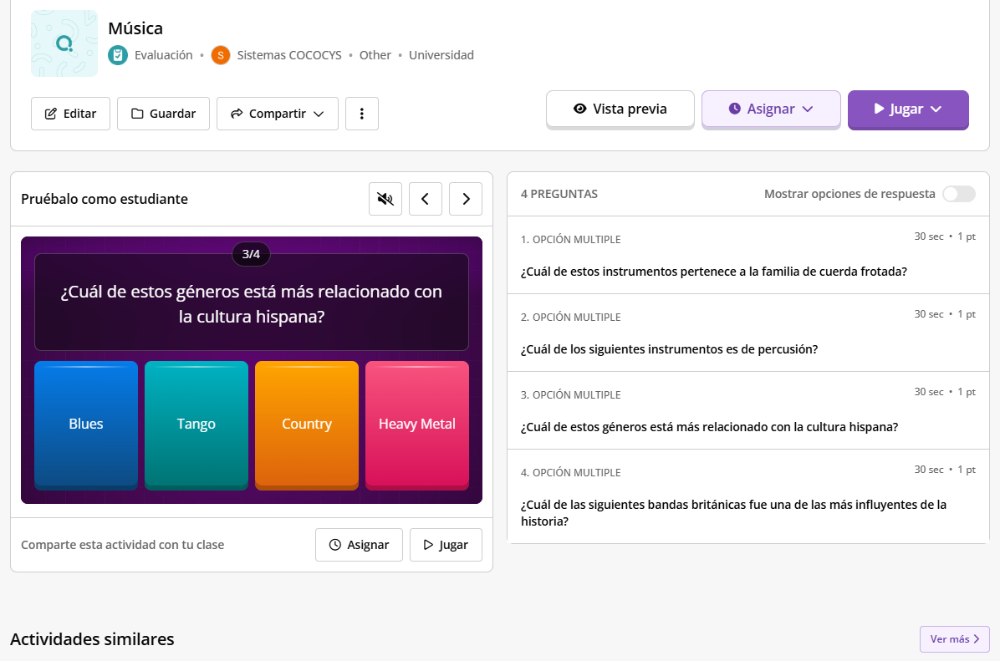 Música
Evaluación • S Sistemas COCOCYS • Other • Universidad
Editar
Guardar
Compartir
Vista previa
Asignar
Jugar
Pruébalo como estudiante
3/4
¿Cuál de estos géneros está más relacionado con
la cultura hispana?
Blues
Tango
Country
Heavy Metal
Comparte esta actividad con tu clase
Asignar
Jugar
4 PREGUNTAS
Mostrar opciones de respuesta
1. OPCIÓN MULTIPLE
30 sec • 1 pt
¿Cuál de estos instrumentos pertenece a la familia de cuerda frotada?
2. OPCIÓN MULTIPLE
30 sec • 1 pt
¿Cuál de los siguientes instrumentos es de percusión?
3. OPCIÓN MULTIPLE
30 sec • 1 pt
¿Cuál de estos géneros está más relacionado con la cultura hispana?
4. OPCIÓN MULTIPLE
30 sec • 1 pt
¿Cuál de las siguientes bandas británicas fue una de las más influyentes de la
historia?
Actividades similares
Ver más